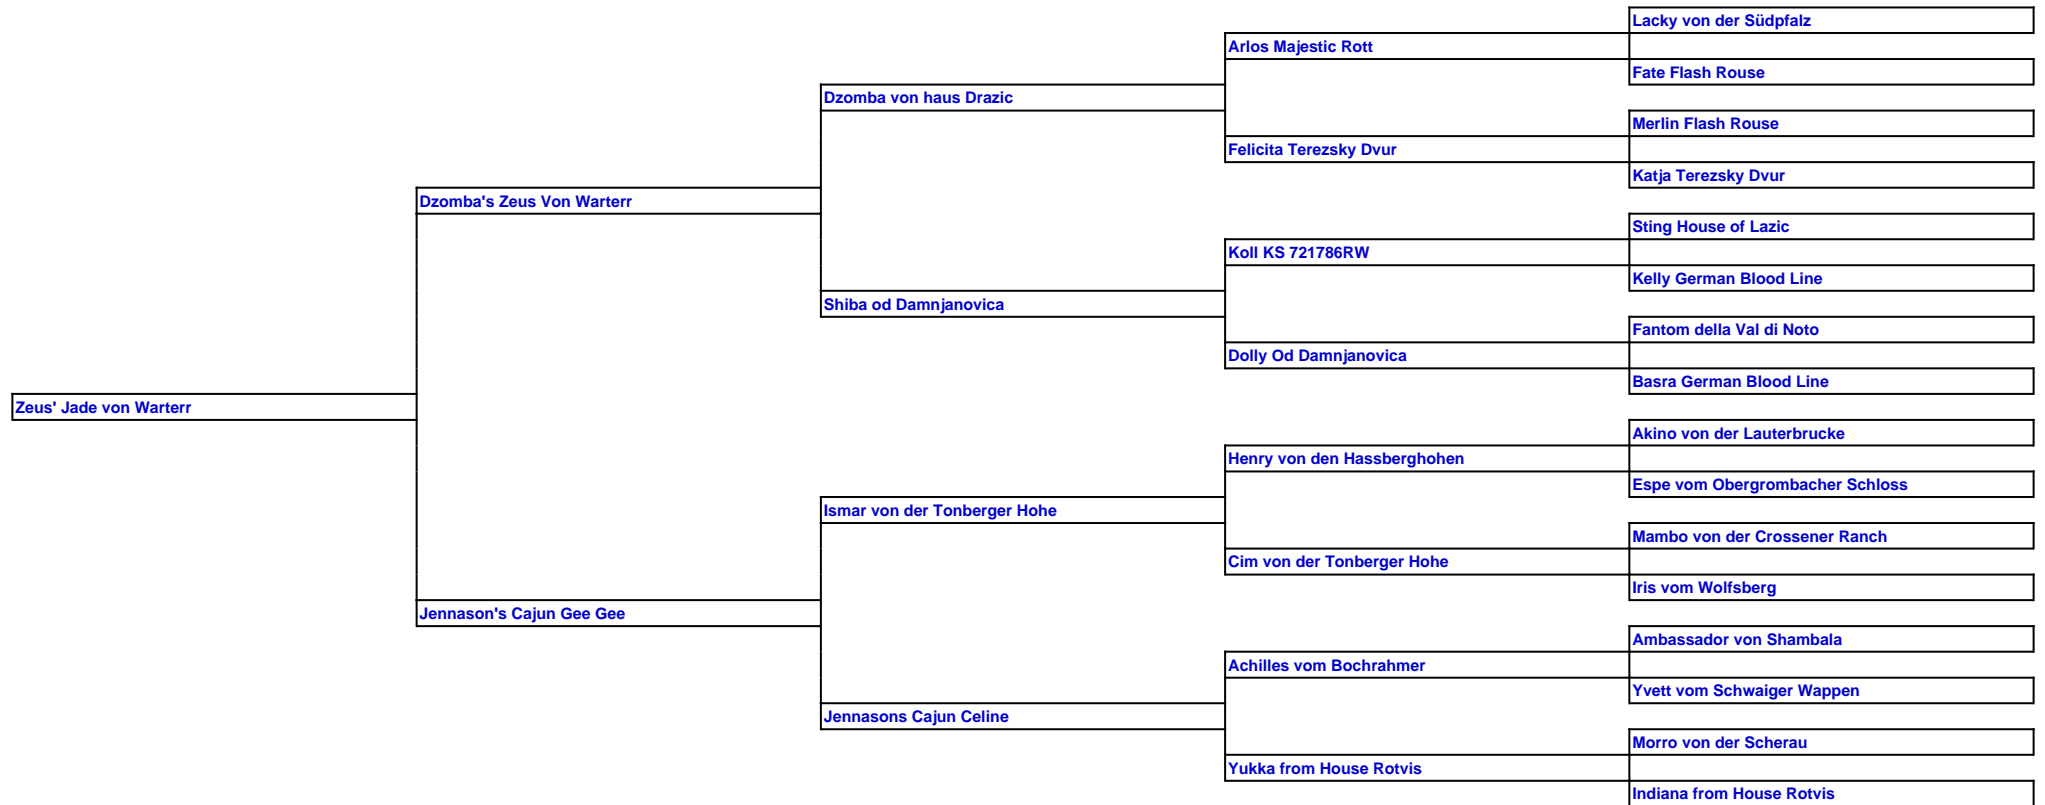 Lacky von der Südpfalz
Arlos Majestic Rott
Fate Flash Rouse
Dzomba von haus Drazic
Merlin Flash Rouse
Felicita Terezsky Dvur
Katja Terezsky Dvur
Dzomba's Zeus Von Warterr
Sting House of Lazic
Koll KS 721786RW
Kelly German Blood Line
Shiba od Damnjanovica
Fantom della Val di Noto
Dolly Od Damnjanovica
Basra German Blood Line
Zeus' Jade von Warterr
Akino von der Lauterbrucke
Henry von den Hassberghohen
Espe vom Obergrombacher Schloss
Ismar von der Tonberger Hohe
Mambo von der Crossener Ranch
Cim von der Tonberger Hohe
Iris vom Wolfsberg
Jennason's Cajun Gee Gee
Ambassador von Shambala
Achilles vom Bochrahmer
Yvett vom Schwaiger Wappen
Jennasons Cajun Celine
Morro von der Scherau
Yukka from House Rotvis
Indiana from House Rotvis